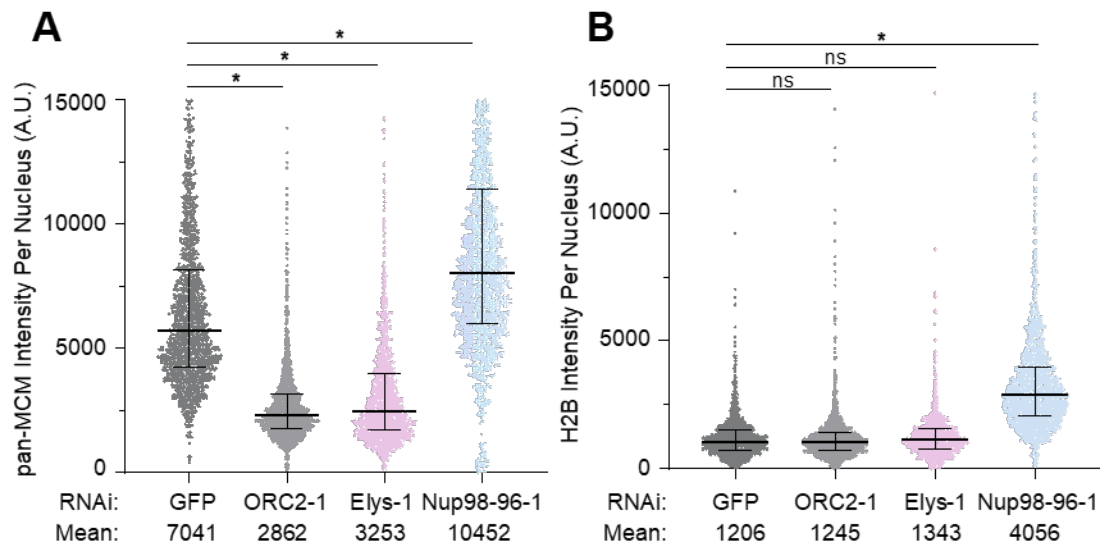 A
*
*
*
pan-MCM Intensity Per Nucleus (A.U.)
15000
10000
5000
0
RNAi: GFP ORC2-1 Elys-1 Nup98-96-1
Mean: 7041 2862 3253 10452
B
*
ns
ns
H2B Intensity Per Nucleus (A.U.)
15000
10000
5000
0
RNAi: GFP ORC2-1 Elys-1 Nup98-96-1
Mean: 1206 1245 1343 4056